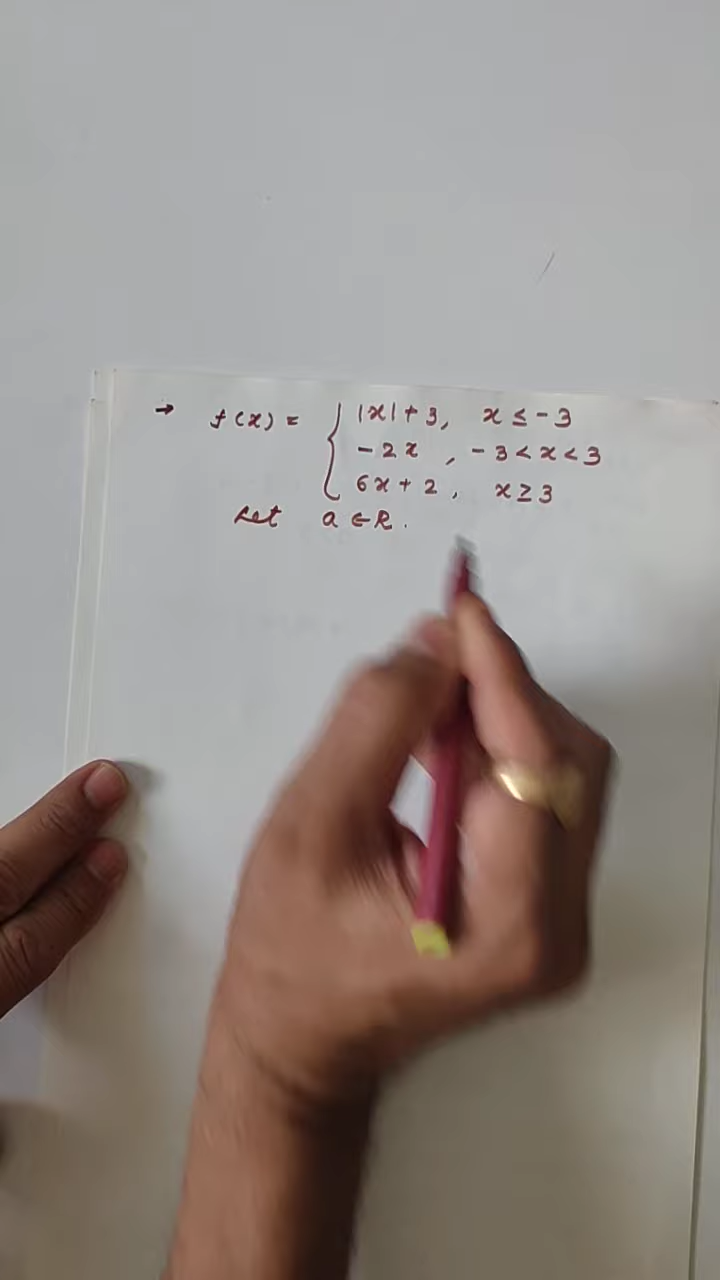 → f(x) = { |x| + 3, x ≤ -3
-2x , -3 < x < 3
6x + 2, x ≥ 3
Let a ∈ R.